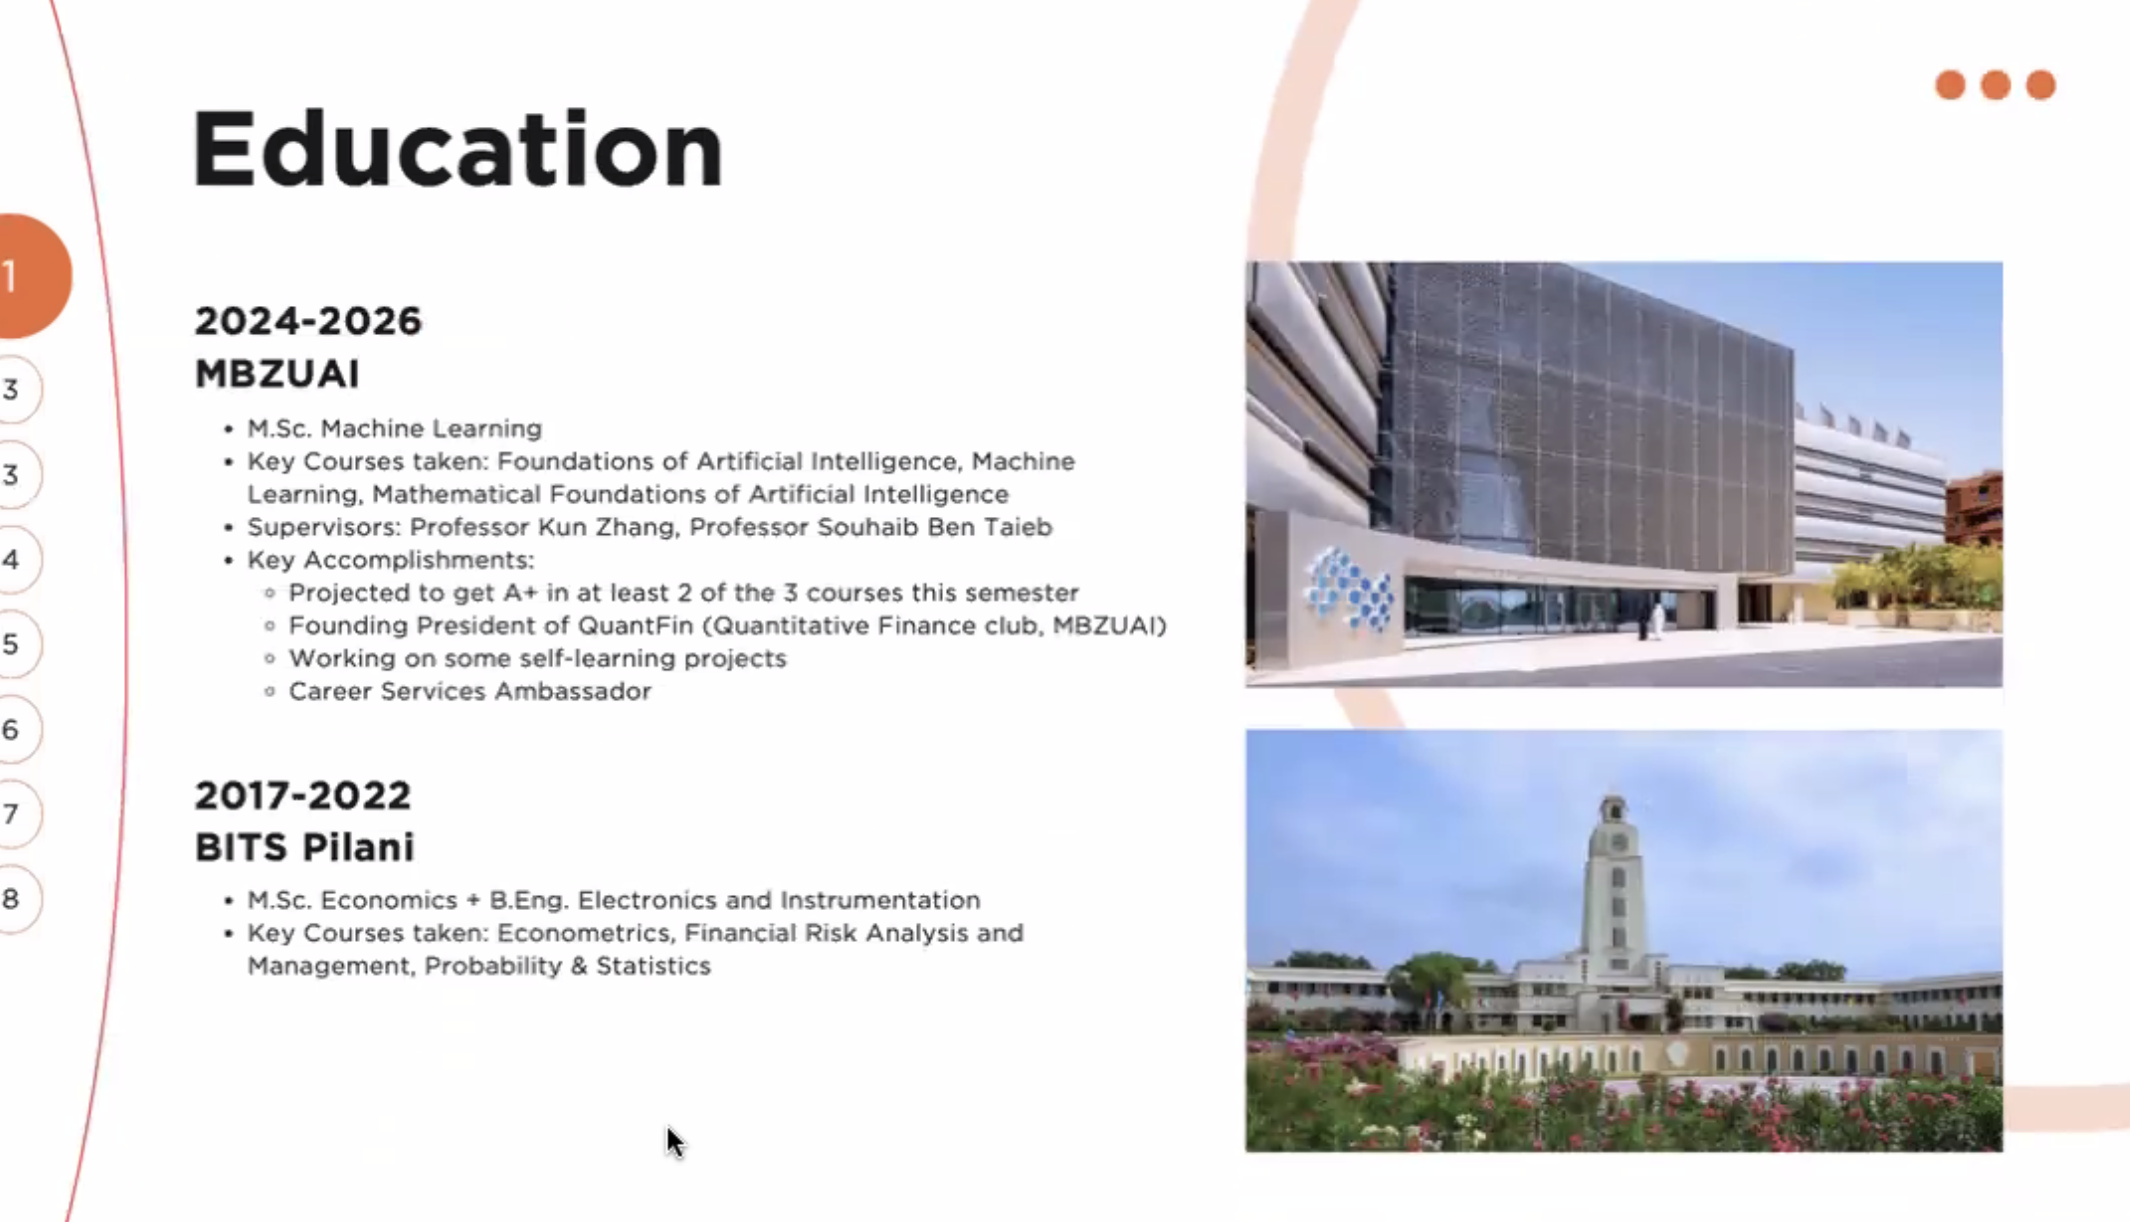 Education
1
3
3
4
5
6
7
8
2024-2026
MBZUAI
• M.Sc. Machine Learning
• Key Courses taken: Foundations of Artificial Intelligence, Machine
Learning, Mathematical Foundations of Artificial Intelligence
• Supervisors: Professor Kun Zhang, Professor Souhaib Ben Taieb
• Key Accomplishments:
◦ Projected to get A+ in at least 2 of the 3 courses this semester
◦ Founding President of QuantFin (Quantitative Finance club, MBZUAI)
◦ Working on some self-learning projects
◦ Career Services Ambassador
2017-2022
BITS Pilani
• M.Sc. Economics + B.Eng. Electronics and Instrumentation
• Key Courses taken: Econometrics, Financial Risk Analysis and
Management, Probability & Statistics